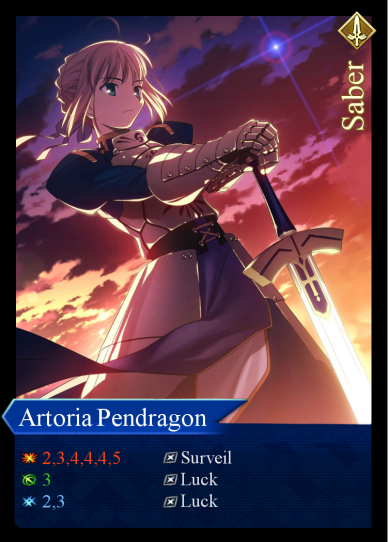 Saber
Artoria Pendragon
2,3,4,4,4,5 Surveil
3 Luck
2,3 Luck